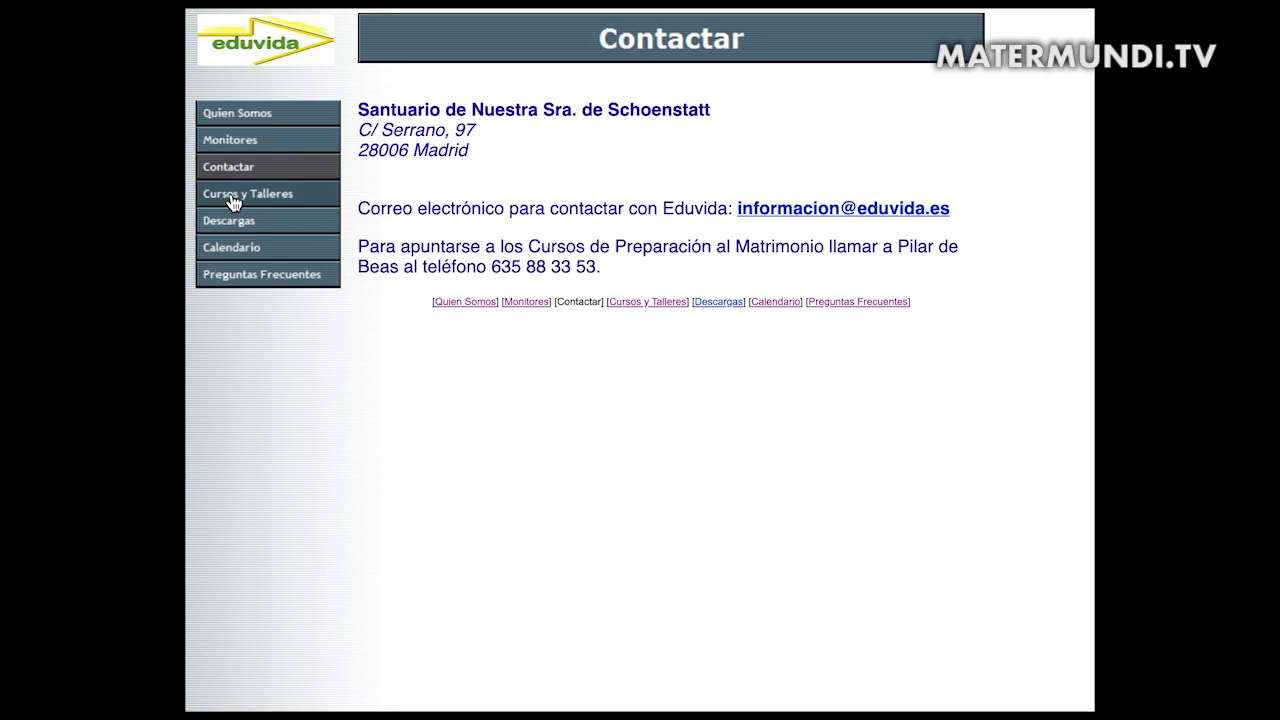 eduvida
Contactar
MATERMUNDI.TV
Quien Somos
Monitores
Contactar
Cursos y Talleres
Descargas
Calendario
Preguntas Frecuentes
Santuario de Nuestra Sra. de Schoenstatt
C/ Serrano, 97
28006 Madrid
Correo electrónico para contactar con Eduvida: informacion@eduvida.es
Para apuntarse a los Cursos de Preparación al Matrimonio llamar a Pilar de
Beas al teléfono 635 88 33 53.
[Quien Somos] [Monitores] [Contactar] [Cursos y Talleres] [Descargas] [Calendario] [Preguntas Frecuentes]